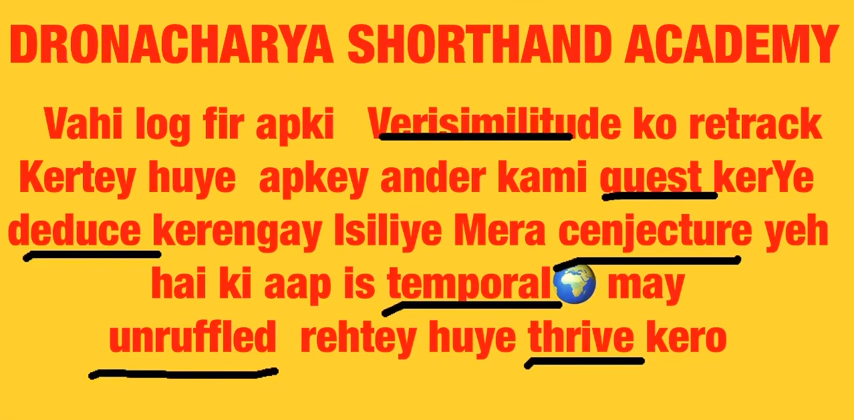 DRONACHARYA SHORTHAND ACADEMY
Vahi log fir apki Verisimilitude ko retrack
Kertey huye apkey ander kami quest kerYe
deduce kerengay Isiliye Mera cenjecture yeh
hai ki aap is temporal🌍 may
unruffled rehtey huye thrive kero